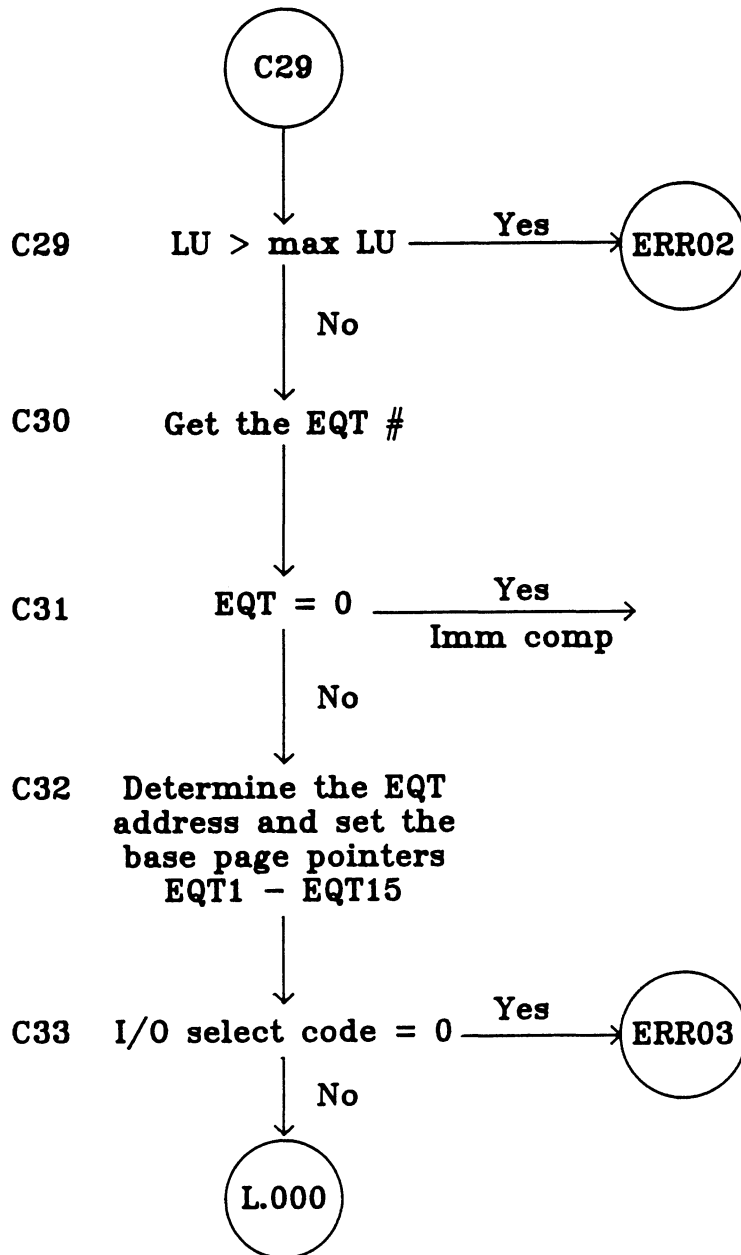 C29
C29 LU > max LU Yes ERR02
No
C30 Get the EQT #
C31 EQT = 0 Yes
Imm comp
No
C32 Determine the EQT
address and set the
base page pointers
EQT1 - EQT15
C33 I/O select code = 0 Yes ERR03
No
L.000